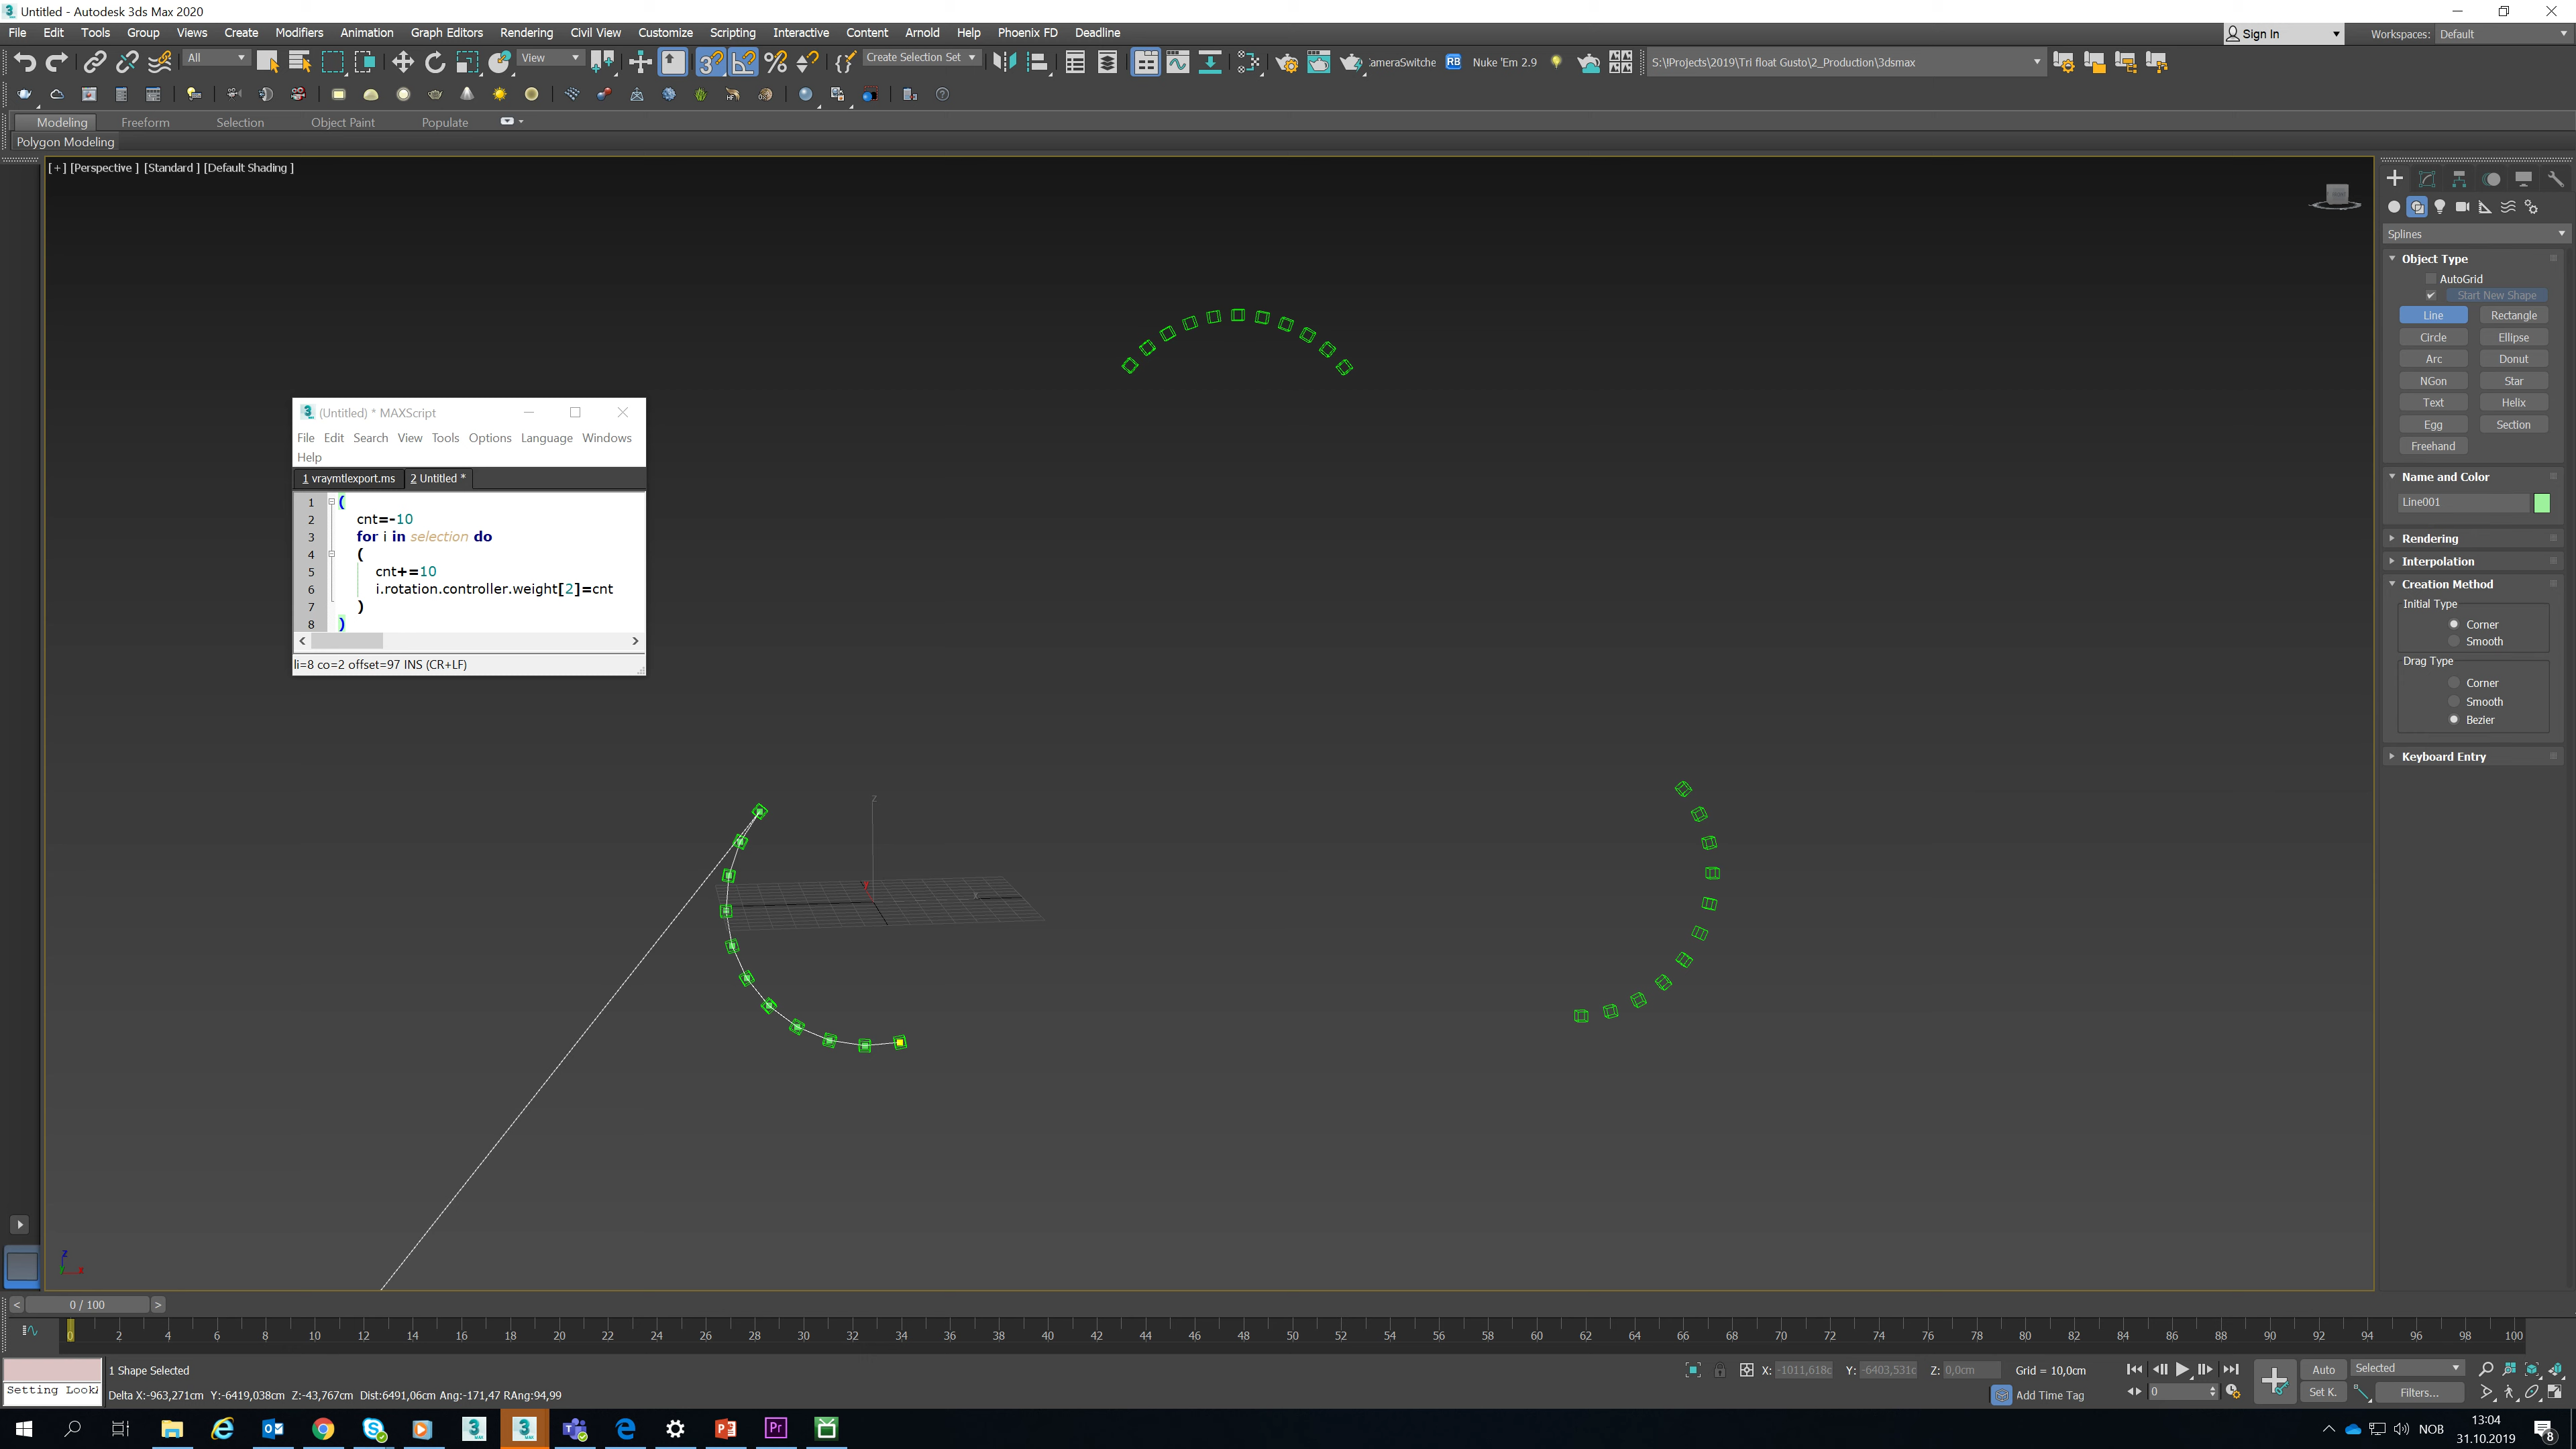 Untitled - Autodesk 3ds Max 2020
File Edit Tools Group Views Create Modifiers Animation Graph Editors Rendering Civil View Customize Scripting Interactive Content Arnold Help Phoenix FD Deadline
Sign In Workspaces: Default
All View Create Selection Set ameraSwitche RB Nuke 'Em 2.9 S:\!Projects\2019\Tri float Gusto\2_Production\3dsmax
Modeling Freeform Selection Object Paint Populate
Polygon Modeling
[+] [Perspective ] [Standard ] [Default Shading ]
(Untitled) * MAXScript
File Edit Search View Tools Options Language Windows
Help
1 vraymtlexport.ms 2 Untitled *
1 (
2 cnt=-10
3 for i in selection do
4 (
5 cnt+=10
6 i.rotation.controller.weight[2]=cnt
7 )
8 )
li=8 co=2 offset=97 INS (CR+LF)
z
y
x
z
y x
Splines
Object Type
AutoGrid
Start New Shape
Line Rectangle
Circle Ellipse
Arc Donut
NGon Star
Text Helix
Egg Section
Freehand
Name and Color
Line001
Rendering
Interpolation
Creation Method
Initial Type
Corner
Smooth
Drag Type
Corner
Smooth
Bezier
Keyboard Entry
< 0 / 100 >
0 2 4 6 8 10 12 14 16 18 20 22 24 26 28 30 32 34 36 38 40 42 44 46 48 50 52 54 56 58 60 62 64 66 68 70 72 74 76 78 80 82 84 86 88 90 92 94 96 98 100
1 Shape Selected
X: -1011,618c Y: -6403,531c Z: 0,0cm Grid = 10,0cm
Auto Selected
Setting Look
Delta X:-963,271cm Y:-6419,038cm Z:-43,767cm Dist:6491,06cm Ang:-171,47 RAng:94,99
Add Time Tag
0
Set K. Filters...
NOB
13:04
31.10.2019
8